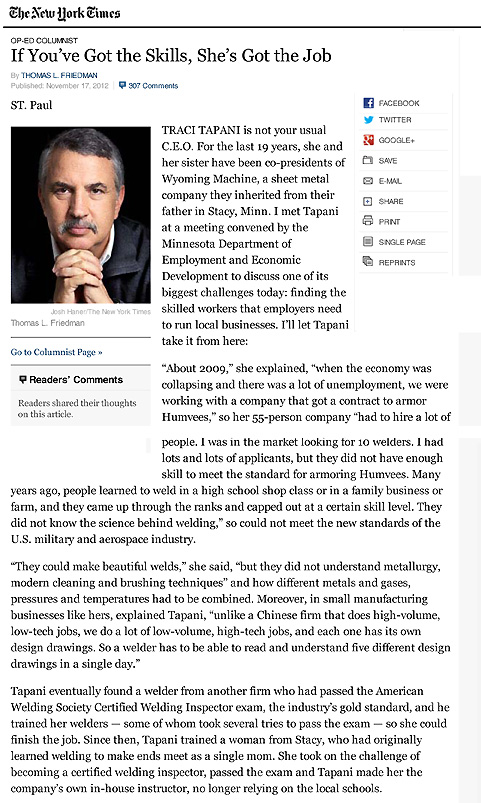 The New York Times
OP-ED COLUMNIST
If You've Got the Skills, She's Got the Job
By THOMAS L. FRIEDMAN
Published: November 17, 2012 | 307 Comments
ST. Paul
Josh Haner/The New York Times
Thomas L. Friedman
Go to Columnist Page »
Readers' Comments
Readers shared their thoughts
on this article.
FACEBOOK
TWITTER
GOOGLE+
SAVE
E-MAIL
SHARE
PRINT
SINGLE PAGE
REPRINTS
TRACI TAPANI is not your usual
C.E.O. For the last 19 years, she and
her sister have been co-presidents of
Wyoming Machine, a sheet metal
company they inherited from their
father in Stacy, Minn. I met Tapani
at a meeting convened by the
Minnesota Department of
Employment and Economic
Development to discuss one of its
biggest challenges today: finding the
skilled workers that employers need
to run local businesses. I'll let Tapani
take it from here:
“About 2009,” she explained, “when the economy was
collapsing and there was a lot of unemployment, we were
working with a company that got a contract to armor
Humvees,” so her 55-person company “had to hire a lot of
people. I was in the market looking for 10 welders. I had
lots and lots of applicants, but they did not have enough
skill to meet the standard for armoring Humvees. Many
years ago, people learned to weld in a high school shop class or in a family business or
farm, and they came up through the ranks and capped out at a certain skill level. They
did not know the science behind welding,” so could not meet the new standards of the
U.S. military and aerospace industry.
“They could make beautiful welds,” she said, “but they did not understand metallurgy,
modern cleaning and brushing techniques” and how different metals and gases,
pressures and temperatures had to be combined. Moreover, in small manufacturing
businesses like hers, explained Tapani, “unlike a Chinese firm that does high-volume,
low-tech jobs, we do a lot of low-volume, high-tech jobs, and each one has its own
design drawings. So a welder has to be able to read and understand five different design
drawings in a single day.”
Tapani eventually found a welder from another firm who had passed the American
Welding Society Certified Welding Inspector exam, the industry's gold standard, and he
trained her welders — some of whom took several tries to pass the exam — so she could
finish the job. Since then, Tapani trained a woman from Stacy, who had originally
learned welding to make ends meet as a single mom. She took on the challenge of
becoming a certified welding inspector, passed the exam and Tapani made her the
company's own in-house instructor, no longer relying on the local schools.